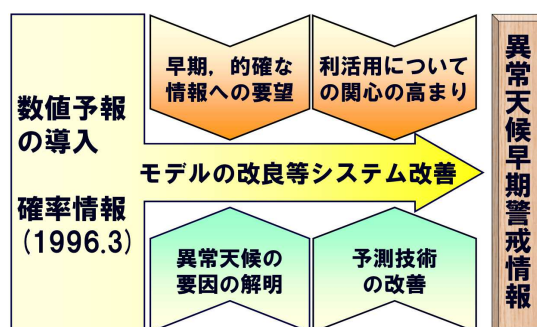 数値予報
の導入
確率情報
(1996.3)
早期，的確な
情報への要望
利活用について
の関心の高まり
モデルの改良等システム改善
異常天候の
要因の解明
予測技術
の改善
異常天候早期警戒情報